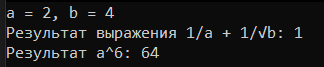 a = 2, b = 4
Результат выражения 1/a + 1/√b: 1
Результат a^6: 64